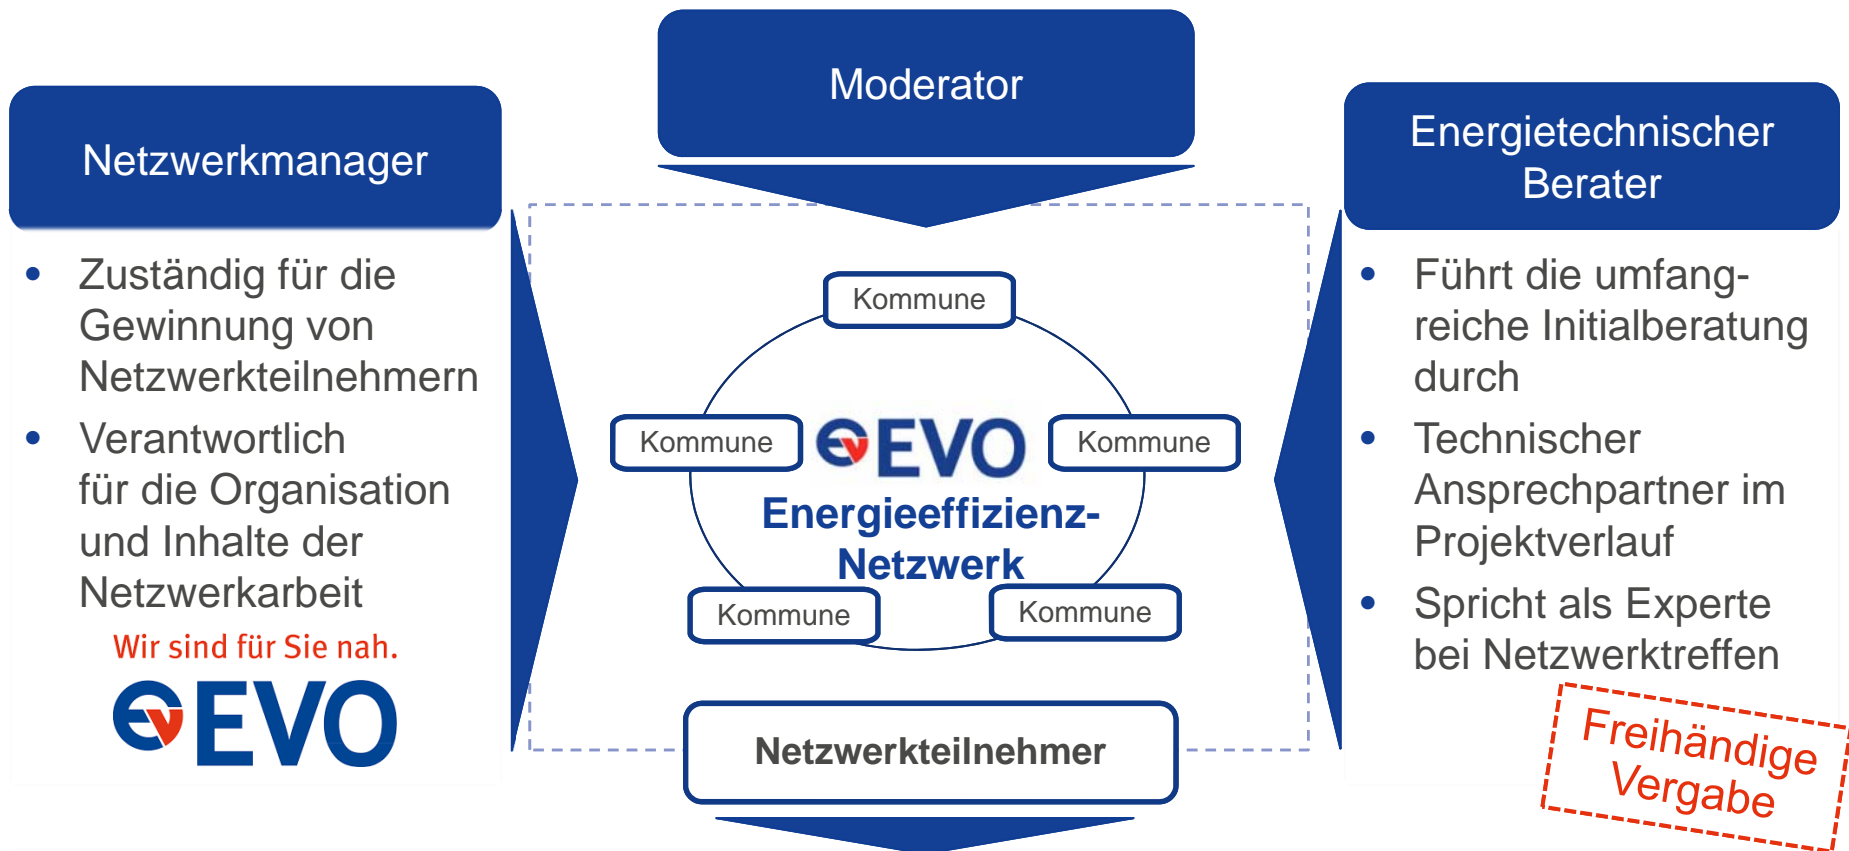 Moderator
Netzwerkmanager
Zuständig für die
Gewinnung von
Netzwerkteilnehmern
Verantwortlich
für die Organisation
und Inhalte der
Netzwerkarbeit
Wir sind für Sie nah.
EVO
Kommune
Kommune
EVO
Kommune
Energieeffizienz-
Netzwerk
Kommune
Kommune
Netzwerkteilnehmer
Energietechnischer
Berater
Führt die umfang-
reiche Initialberatung
durch
Technischer
Ansprechpartner im
Projektverlauf
Spricht als Experte
bei Netzwerktreffen
Freihändige
Vergabe